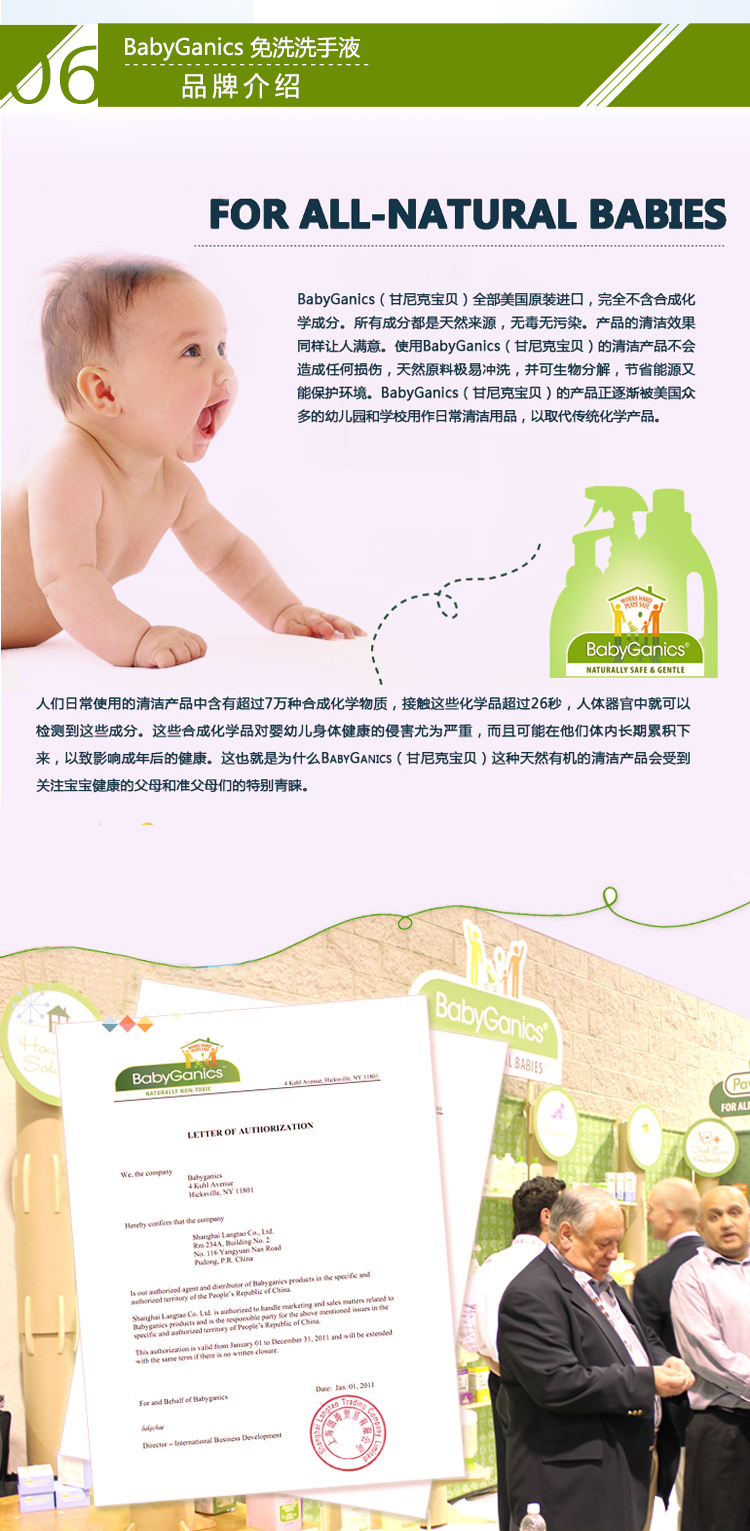 06
BabyGanics 免洗洗手液
品牌介绍
FOR ALL-NATURAL BABIES
BabyGanics（甘尼克宝贝）全部美国原装进口，完全不含合成化
学成分。所有成分都是天然来源，无毒无污染。产品的清洁效果
同样让人满意。使用BabyGanics（甘尼克宝贝）的清洁产品不会
造成任何损伤，天然原料极易冲洗，并可生物分解，节省能源又
能保护环境。BabyGanics（甘尼克宝贝）的产品正逐渐被美国众
多的幼儿园和学校用作日常清洁用品，以取代传统化学产品。
WORKS HARD
PLAYS SAFE
BabyGanics®
NATURALLY SAFE & GENTLE
人们日常使用的清洁产品中含有超过7万种合成化学物质，接触这些化学品超过26秒，人体器官中就可以
检测到这些成分。这些合成化学品对婴幼儿身体健康的侵害尤为严重，而且可能在他们体内长期累积下
来，以致影响成年后的健康。这也就是为什么BABYGANICS（甘尼克宝贝）这种天然有机的清洁产品会受到
关注宝宝健康的父母和准父母们的特别青睐。
BabyGanics®
L BABIES
FOR AL
BabyGanics
NATURALLY NON-TOXIC
4 Kuhl Avenue, Hicksville, NY 11801
LETTER OF AUTHORIZATION
We, the company
Babyganics
4 Kuhl Avenue
Hicksville, NY 11801
Hereby confirm that the company
Shanghai Langtao Co., Ltd.
Rm 234A, Building No. 2
No. 116 Yangyuan Nan Road
Pudong, P.R. China
Is our authorized agent and distributor of Babyganics products in the specific and
authorized territory of the People's Republic of China.
Shanghai Langtao Co. Ltd. is authorized to handle marketing and sales matters related to
Babyganics products and is the responsible party for the above mentioned issues in the
specific and authorized territory of People's Republic of China.
This authorization is valid from January 01 to December 31, 2011 and will be extended
with the same term if there is no written closure.
For and Behalf of Babyganics
Date: Jan. 01, 2011
Director – International Business Development
Shanghai Langtao Trading Company Limited